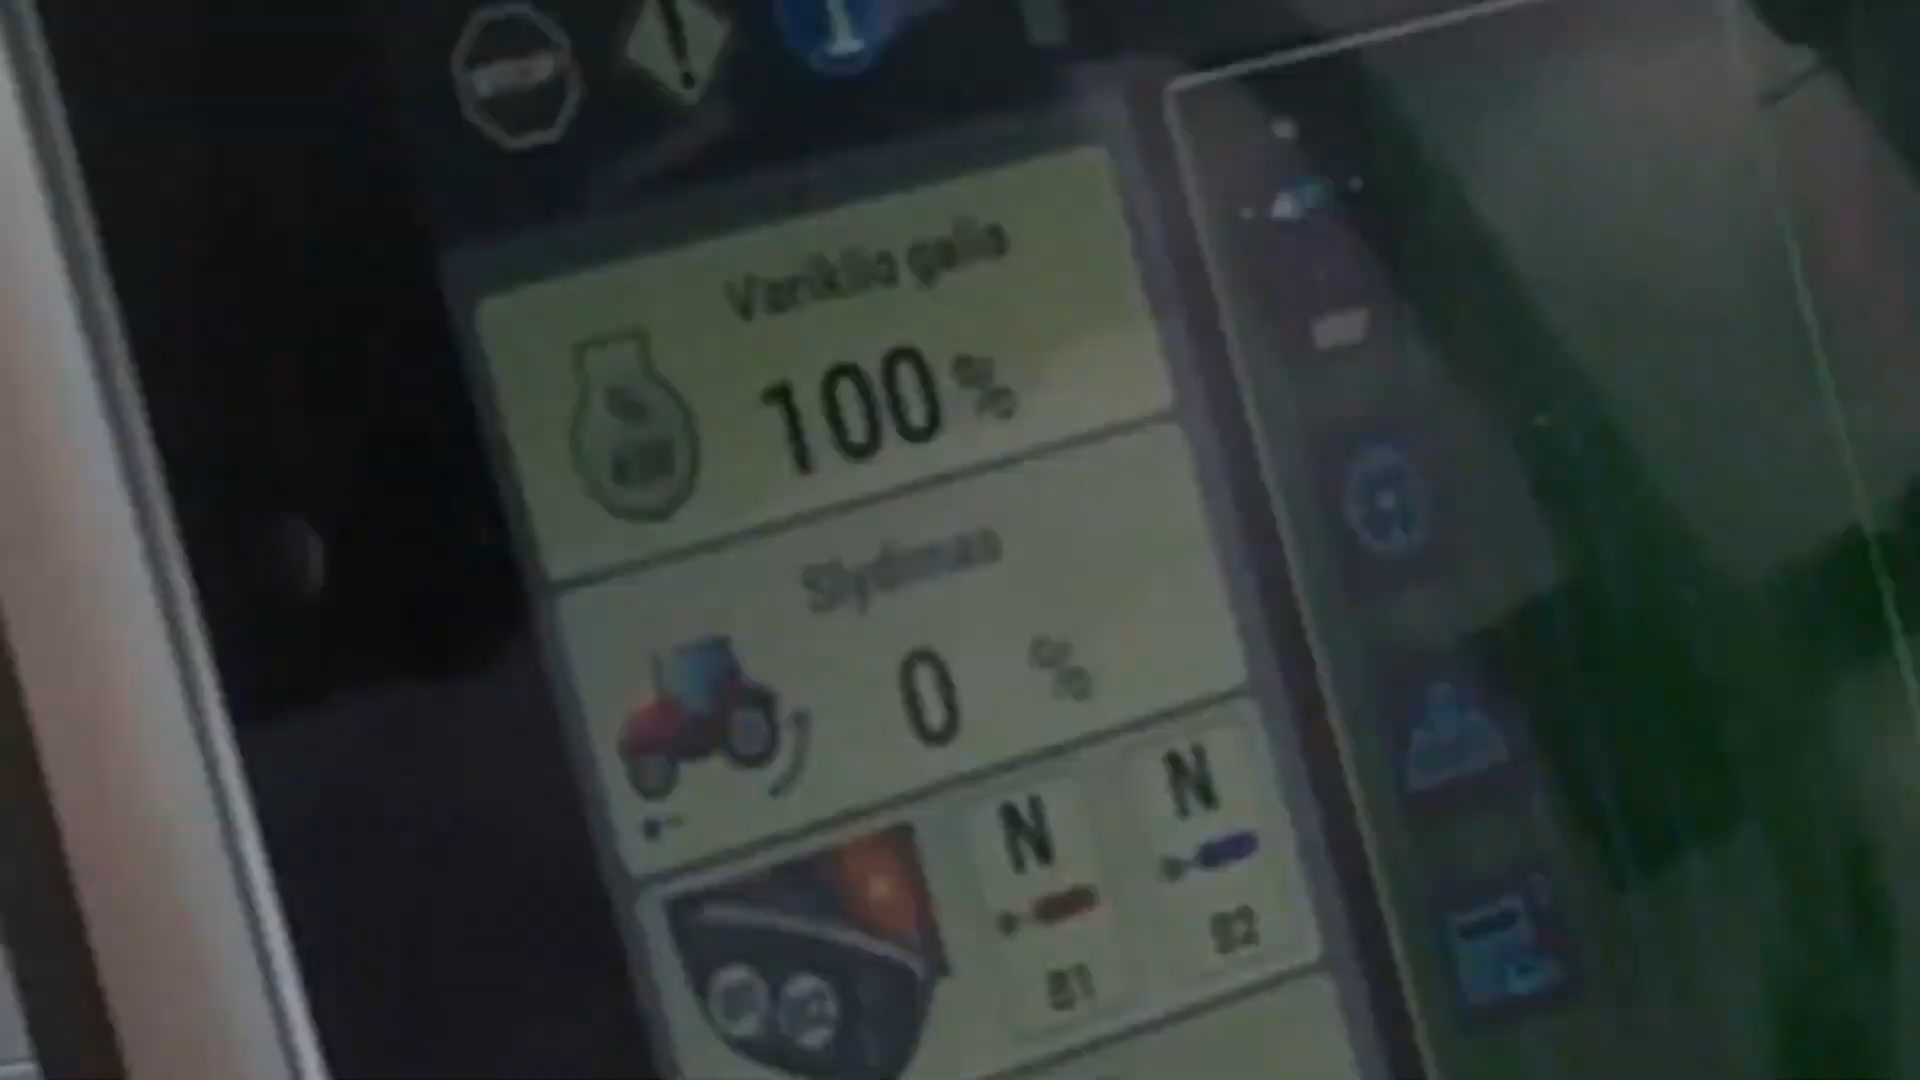 Variklio galia
100 %
Slydimas
0 %
N N
B1 B2